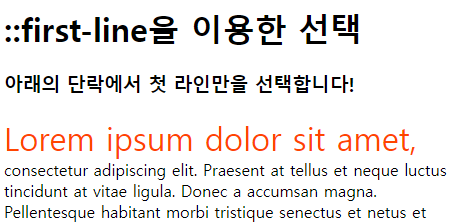 ::first-line을 이용한 선택
아래의 단락에서 첫 라인만을 선택합니다!
Lorem ipsum dolor sit amet,
consectetur adipiscing elit. Praesent at tellus et neque luctus
tincidunt at vitae ligula. Donec a accumsan magna.
Pellentesque habitant morbi tristique senectus et netus et